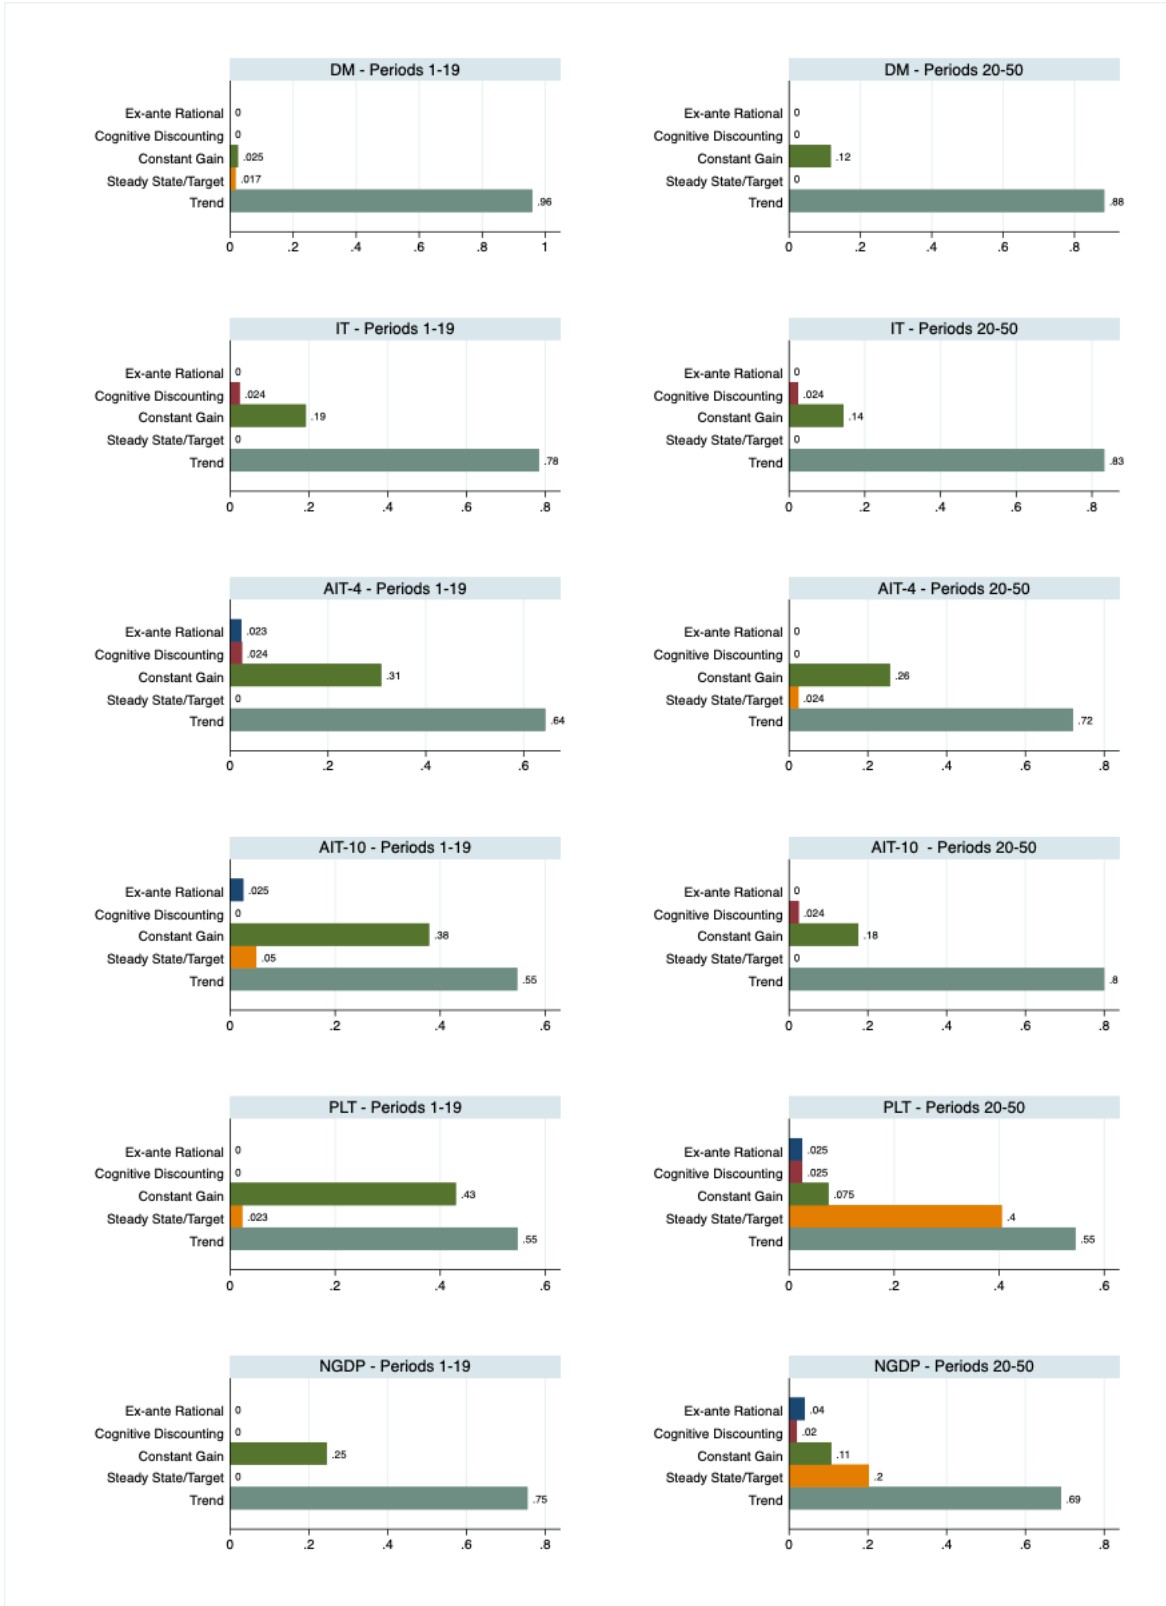 DM - Periods 1-19
Ex-ante Rational 0
Cognitive Discounting 0
Constant Gain .025
Steady State/Target .017
Trend .96
0 .2 .4 .6 .8 1
DM - Periods 20-50
Ex-ante Rational 0
Cognitive Discounting 0
Constant Gain .12
Steady State/Target 0
Trend .88
0 .2 .4 .6 .8
IT - Periods 1-19
Ex-ante Rational 0
Cognitive Discounting .024
Constant Gain .19
Steady State/Target 0
Trend .78
0 .2 .4 .6 .8
IT - Periods 20-50
Ex-ante Rational 0
Cognitive Discounting .024
Constant Gain .14
Steady State/Target 0
Trend .83
0 .2 .4 .6 .8
AIT-4 - Periods 1-19
Ex-ante Rational .023
Cognitive Discounting .024
Constant Gain .31
Steady State/Target 0
Trend .64
0 .2 .4 .6
AIT-4 - Periods 20-50
Ex-ante Rational 0
Cognitive Discounting 0
Constant Gain .26
Steady State/Target .024
Trend .72
0 .2 .4 .6 .8
AIT-10 - Periods 1-19
Ex-ante Rational .025
Cognitive Discounting 0
Constant Gain .38
Steady State/Target .05
Trend .55
0 .2 .4 .6
AIT-10 - Periods 20-50
Ex-ante Rational 0
Cognitive Discounting .024
Constant Gain .18
Steady State/Target 0
Trend .8
0 .2 .4 .6 .8
PLT - Periods 1-19
Ex-ante Rational 0
Cognitive Discounting 0
Constant Gain .43
Steady State/Target .023
Trend .55
0 .2 .4 .6
PLT - Periods 20-50
Ex-ante Rational .025
Cognitive Discounting .025
Constant Gain .075
Steady State/Target .4
Trend .55
0 .2 .4 .6
NGDP - Periods 1-19
Ex-ante Rational 0
Cognitive Discounting 0
Constant Gain .25
Steady State/Target 0
Trend .75
0 .2 .4 .6 .8
NGDP - Periods 20-50
Ex-ante Rational .04
Cognitive Discounting .02
Constant Gain .11
Steady State/Target .2
Trend .69
0 .2 .4 .6 .8